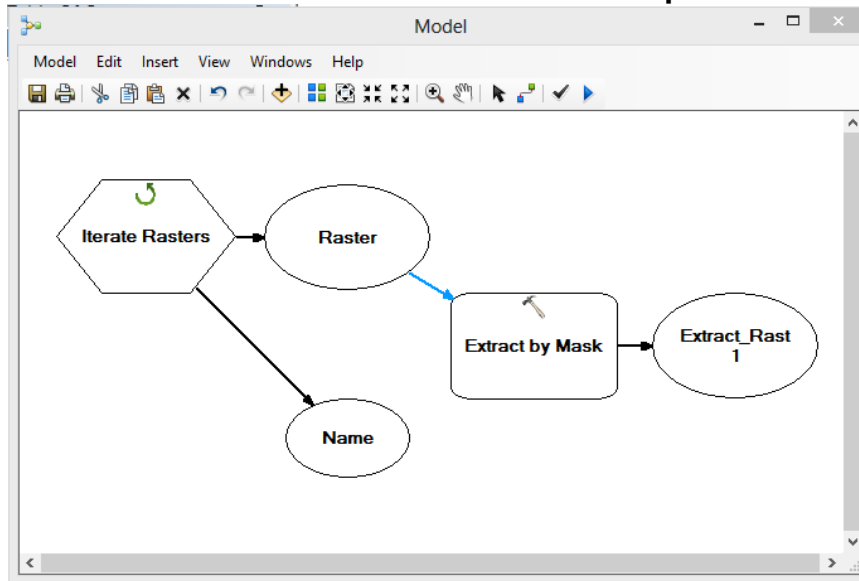 Model
Model Edit Insert View Windows Help
Iterate Rasters
Raster
Extract by Mask
Extract_Rast
1
Name